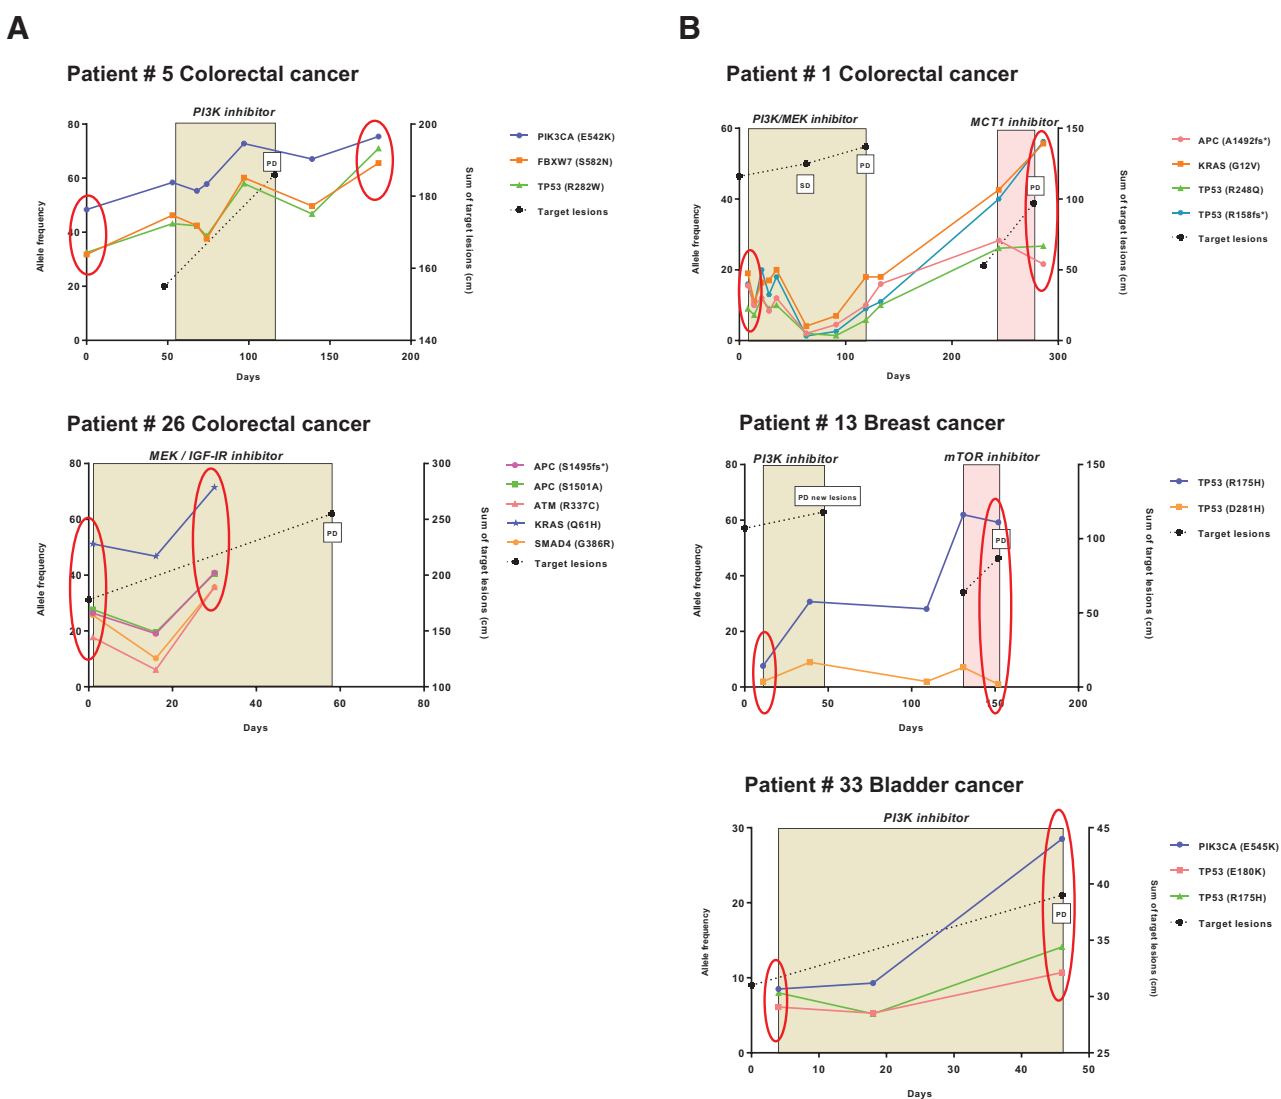 A
Patient # 5 Colorectal cancer
PI3K inhibitor
80
60
40
20
0
Allele frequency
0
50
100
150
200
Days
200
180
160
140
Sum of target lesions (cm)
PD
PIK3CA (E542K)
FBXW7 (S582N)
TP53 (R282W)
Target lesions
Patient # 26 Colorectal cancer
MEK / IGF-IR inhibitor
80
60
40
20
0
Allele frequency
0
20
40
60
80
Days
300
250
200
150
100
Sum of target lesions (cm)
PD
APC (S1495fs*)
APC (S1501A)
ATM (R337C)
KRAS (Q61H)
SMAD4 (G386R)
Target lesions
B
Patient # 1 Colorectal cancer
PI3K/MEK inhibitor
MCT1 inhibitor
60
40
20
0
Allele frequency
0
100
200
300
Days
150
100
50
0
Sum of target lesions (cm)
SD
PD
PD
APC (A1492fs*)
KRAS (G12V)
TP53 (R248Q)
TP53 (R158fs*)
Target lesions
Patient # 13 Breast cancer
PI3K inhibitor
mTOR inhibitor
80
60
40
20
0
Allele frequency
0
50
100
150
200
Days
150
100
50
0
Sum of target lesions (cm)
PD new lesions
PD
TP53 (R175H)
TP53 (D281H)
Target lesions
Patient # 33 Bladder cancer
PI3K inhibitor
30
20
10
0
Allele frequency
0
10
20
30
40
50
Days
45
40
35
30
25
Sum of target lesions (cm)
PD
PIK3CA (E545K)
TP53 (E180K)
TP53 (R175H)
Target lesions